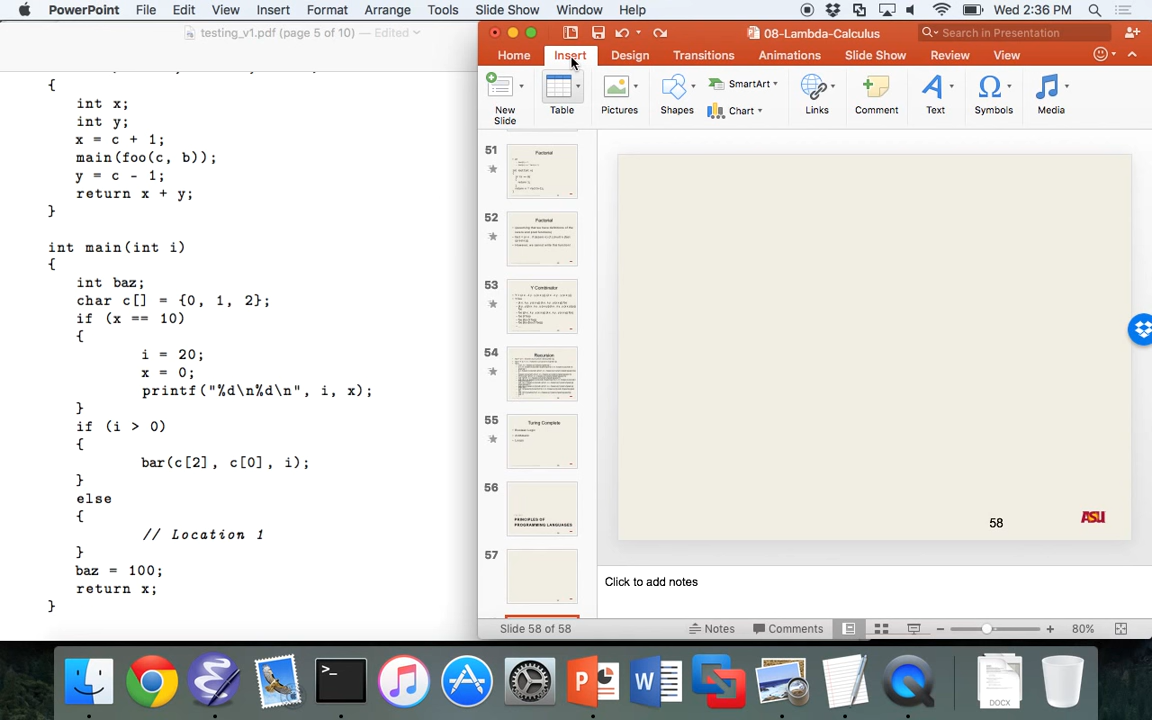 PowerPoint File Edit View Insert Format Arrange Tools Slide Show Window Help Wed 2:36 PM
testing_v1.pdf (page 5 of 10) — Edited
08-Lambda-Calculus
Search in Presentation
Home Insert Design Transitions Animations Slide Show Review View
New Slide
Table
Pictures
Shapes
SmartArt
Chart
Links
Comment
Text
Symbols
Media
{
int x;
int y;
x = c + 1;
main(foo(c, b));
y = c - 1;
return x + y;
}
int main(int i)
{
int baz;
char c[] = {0, 1, 2};
if (x == 10)
{
i = 20;
x = 0;
printf("%d\n%d\n", i, x);
}
if (i > 0)
{
bar(c[2], c[0], i);
}
else
{
// Location 1
}
baz = 100;
return x;
}
51
Factorial
52
Factorial
53
Y Combinator
54
Recursion
55
Turing Complete
56
PRINCIPLES OF
PROGRAMMING LANGUAGES
57
58
ASU
Click to add notes
Slide 58 of 58
Notes Comments 80%
W
DOCX